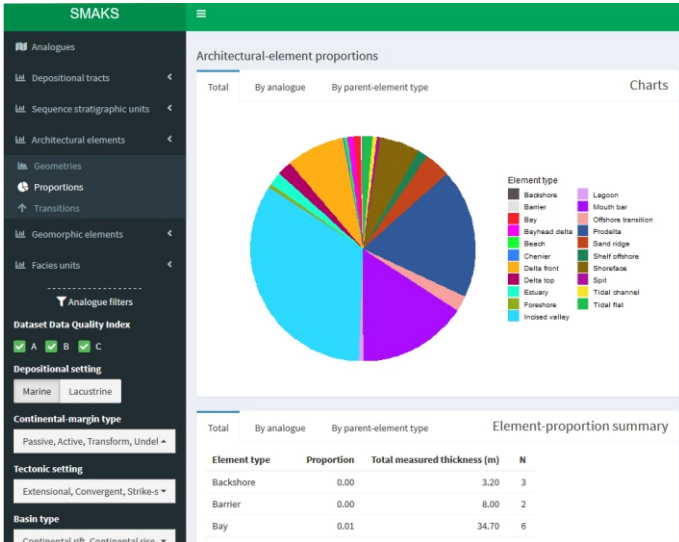 SMAKS
Analogues
Depositional tracts
Sequence stratigraphic units
Architectural elements
Geometries
Proportions
Transitions
Geomorphic elements
Facies units
Analogue filters
Dataset Data Quality Index
A B C
Depositional setting
Marine Lacustrine
Continental-margin type
Passive, Active, Transform, Undel
Tectonic setting
Extensional, Convergent, Strike-s
Basin type
Continental rift, Continental rise
Architectural-element proportions
Total By analogue By parent-element type Charts
Element type
Backshore Lagoon
Barrier Mouth bar
Bay Offshore transition
Bayhead delta Prodelta
Beach Sand ridge
Chenier Shelf offshore
Delta front Shoreface
Delta top Spit
Estuary Tidal channel
Foreshore Tidal flat
Incised valley
Total By analogue By parent-element type Element-proportion summary
Element type Proportion Total measured thickness (m) N
Backshore 0.00 3.20 3
Barrier 0.00 8.00 2
Bay 0.01 34.70 6